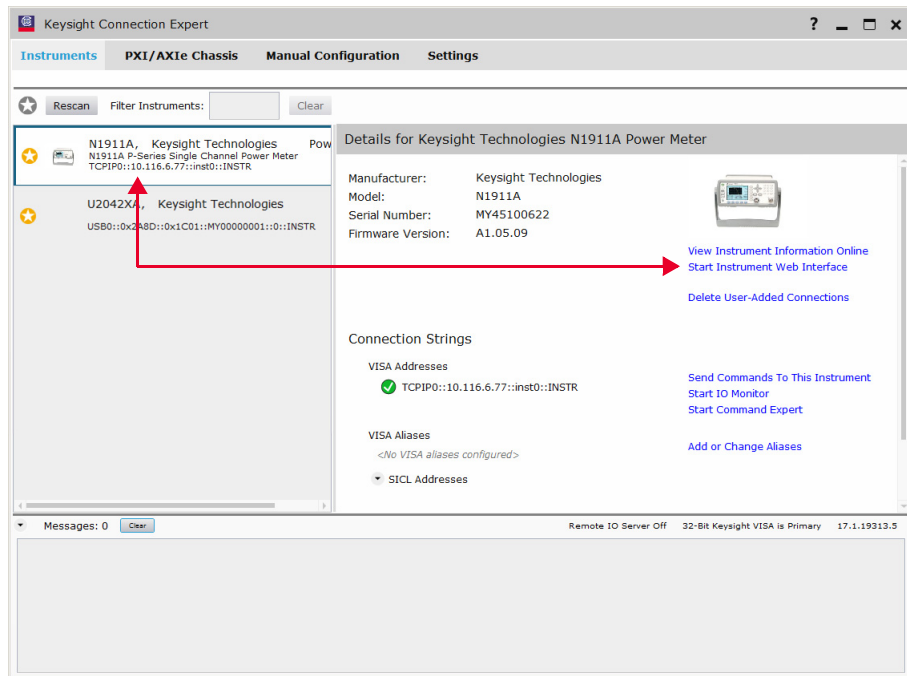 Keysight Connection Expert
?
Instruments PXI/AXIe Chassis Manual Configuration Settings
Rescan Filter Instruments: Clear
N1911A, Keysight Technologies Pow
N1911A P-Series Single Channel Power Meter
TCPIP0::10.116.6.77::inst0::INSTR
U2042XA, Keysight Technologies
USB0::0x2A8D::0x1C01::MY00000001::0::INSTR
Details for Keysight Technologies N1911A Power Meter
Manufacturer: Keysight Technologies
Model: N1911A
Serial Number: MY45100622
Firmware Version: A1.05.09
View Instrument Information Online
Start Instrument Web Interface
Delete User-Added Connections
Connection Strings
VISA Addresses
TCPIP0::10.116.6.77::inst0::INSTR
Send Commands To This Instrument
Start IO Monitor
Start Command Expert
VISA Aliases
<No VISA aliases configured>
Add or Change Aliases
SICL Addresses
Messages: 0 Clear
Remote IO Server Off 32-Bit Keysight VISA is Primary 17.1.19313.5